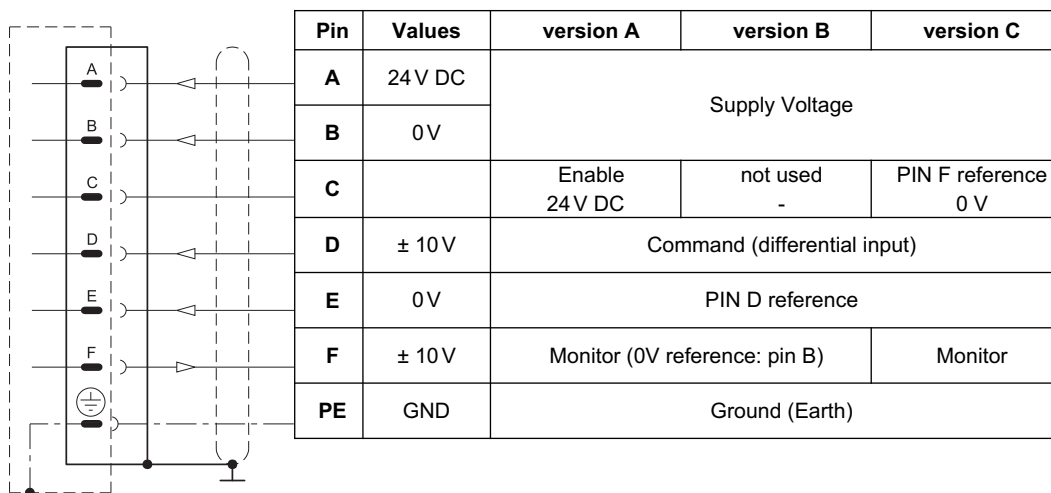 Pin Values version A version B version C
A 24 V DC Supply Voltage
B 0 V
C Enable not used PIN F reference
24 V DC - 0 V
D ± 10 V Command (differential input)
E 0 V PIN D reference
F ± 10 V Monitor (0V reference: pin B) Monitor
PE GND Ground (Earth)
A
B
C
D
E
F